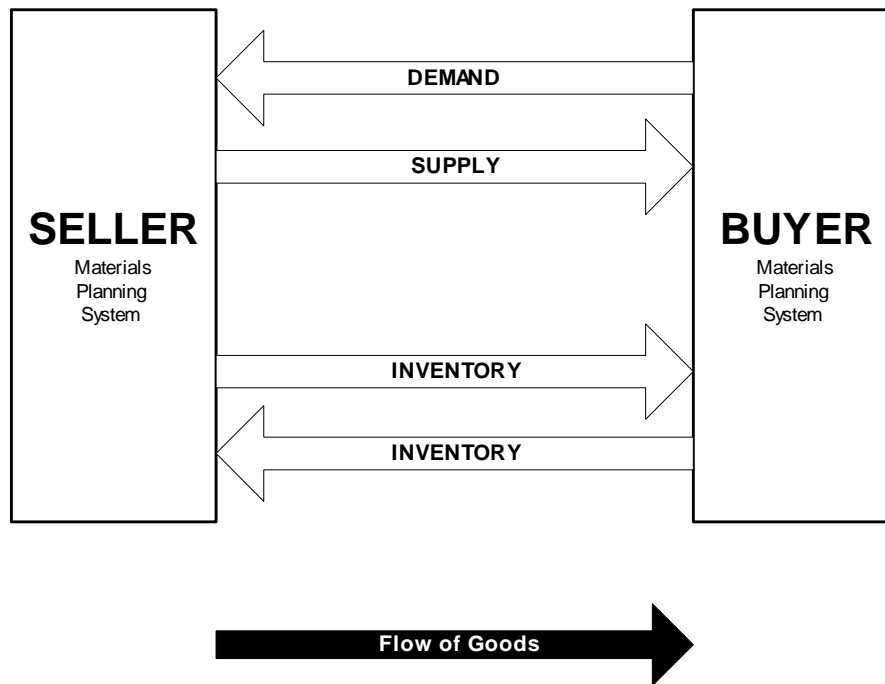 DEMAND
SUPPLY
SELLER
Materials
Planning
System
BUYER
Materials
Planning
System
INVENTORY
INVENTORY
Flow of Goods